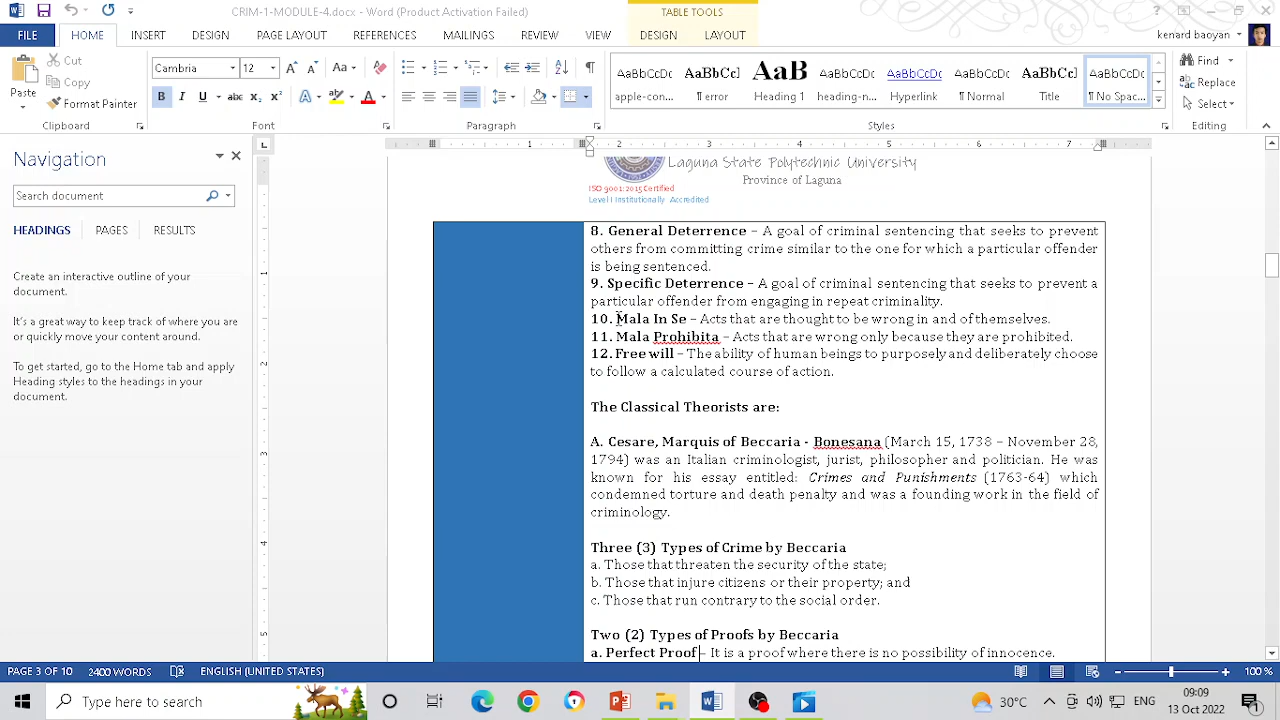 CRIM-1-MODULE-4.docx - Word (Product Activation Failed)
TABLE TOOLS
FILE HOME INSERT DESIGN PAGE LAYOUT REFERENCES MAILINGS REVIEW VIEW DESIGN LAYOUT kenard baoyan
Cut
Copy
Format Painter
Paste
Cambria 12
AaBbCcDc AaBbCcl AaB AaBbCcDc AaBbCcDc AaBbCcDc AaBbCcL AaBbCcDc
apple-con... ¶ error Heading 1 heading-n... Hyperlink ¶ Normal Title ¶ No Spac...
Find
Replace
Select
Clipboard Font Paragraph Styles Editing
Navigation
Search document
HEADINGS PAGES RESULTS
Create an interactive outline of your
document.
It's a great way to keep track of where you are
or quickly move your content around.
To get started, go to the Home tab and apply
Heading styles to the headings in your
document.
1 2 3 4 5 6 7
1
2
3
4
5
Laguna State Polytechnic University
Province of Laguna
ISO 9001:2015 Certified
Level I Institutionally Accredited
8. General Deterrence – A goal of criminal sentencing that seeks to prevent
others from committing crime similar to the one for which a particular offender
is being sentenced.
9. Specific Deterrence – A goal of criminal sentencing that seeks to prevent a
particular offender from engaging in repeat criminality.
10. Mala In Se – Acts that are thought to be wrong in and of themselves.
11. Mala Prohibita – Acts that are wrong only because they are prohibited.
12. Free will – The ability of human beings to purposely and deliberately choose
to follow a calculated course of action.
The Classical Theorists are:
A. Cesare, Marquis of Beccaria - Bonesana (March 15, 1738 – November 28,
1794) was an Italian criminologist, jurist, philosopher and politician. He was
known for his essay entitled: Crimes and Punishments (1763-64) which
condemned torture and death penalty and was a founding work in the field of
criminology.
Three (3) Types of Crime by Beccaria
a. Those that threaten the security of the state;
b. Those that injure citizens or their property; and
c. Those that run contrary to the social order.
Two (2) Types of Proofs by Beccaria
a. Perfect Proof – It is a proof where there is no possibility of innocence.
PAGE 3 OF 10 2400 WORDS ENGLISH (UNITED STATES) 100 %
Type here to search
30°C
ENG
09:09
13 Oct 2022